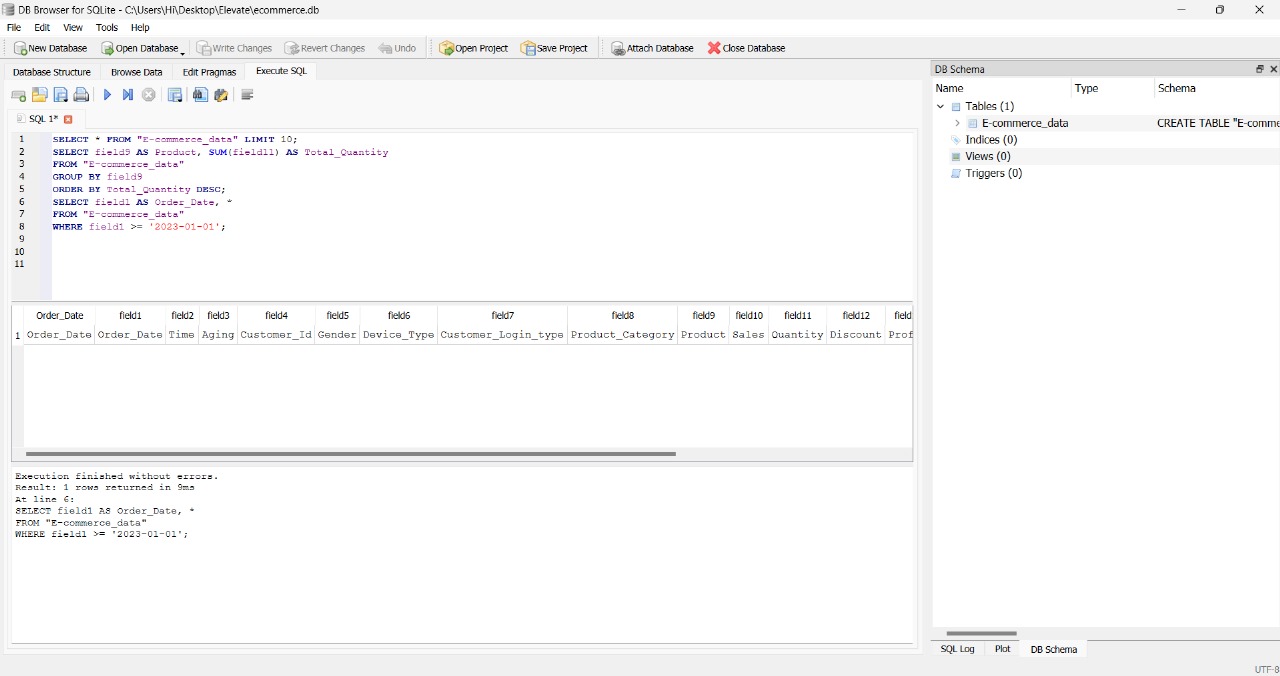 DB Browser for SQLite - C:\Users\Hi\Desktop\Elevate\ecommerce.db
File Edit View Tools Help
New Database Open Database Write Changes Revert Changes Undo Open Project Save Project Attach Database Close Database
Database Structure Browse Data Edit Pragmas Execute SQL
SQL 1*
1 SELECT * FROM "E-commerce_data" LIMIT 10;
2 SELECT field9 AS Product, SUM(field11) AS Total_Quantity
3 FROM "E-commerce_data"
4 GROUP BY field9
5 ORDER BY Total_Quantity DESC;
6 SELECT field1 AS Order_Date, *
7 FROM "E-commerce_data"
8 WHERE field1 >= '2023-01-01';
9
10
11
Order_Date field1 field2 field3 field4 field5 field6 field7 field8 field9 field10 field11 field12 field
1 Order_Date Order_Date Time Aging Customer_Id Gender Device_Type Customer_Login_type Product_Category Product Sales Quantity Discount Prof
Execution finished without errors.
Result: 1 rows returned in 9ms
At line 6:
SELECT field1 AS Order_Date, *
FROM "E-commerce_data"
WHERE field1 >= '2023-01-01';
DB Schema
Name Type Schema
Tables (1)
E-commerce_data CREATE TABLE "E-comme
Indices (0)
Views (0)
Triggers (0)
SQL Log Plot DB Schema
UTF-8